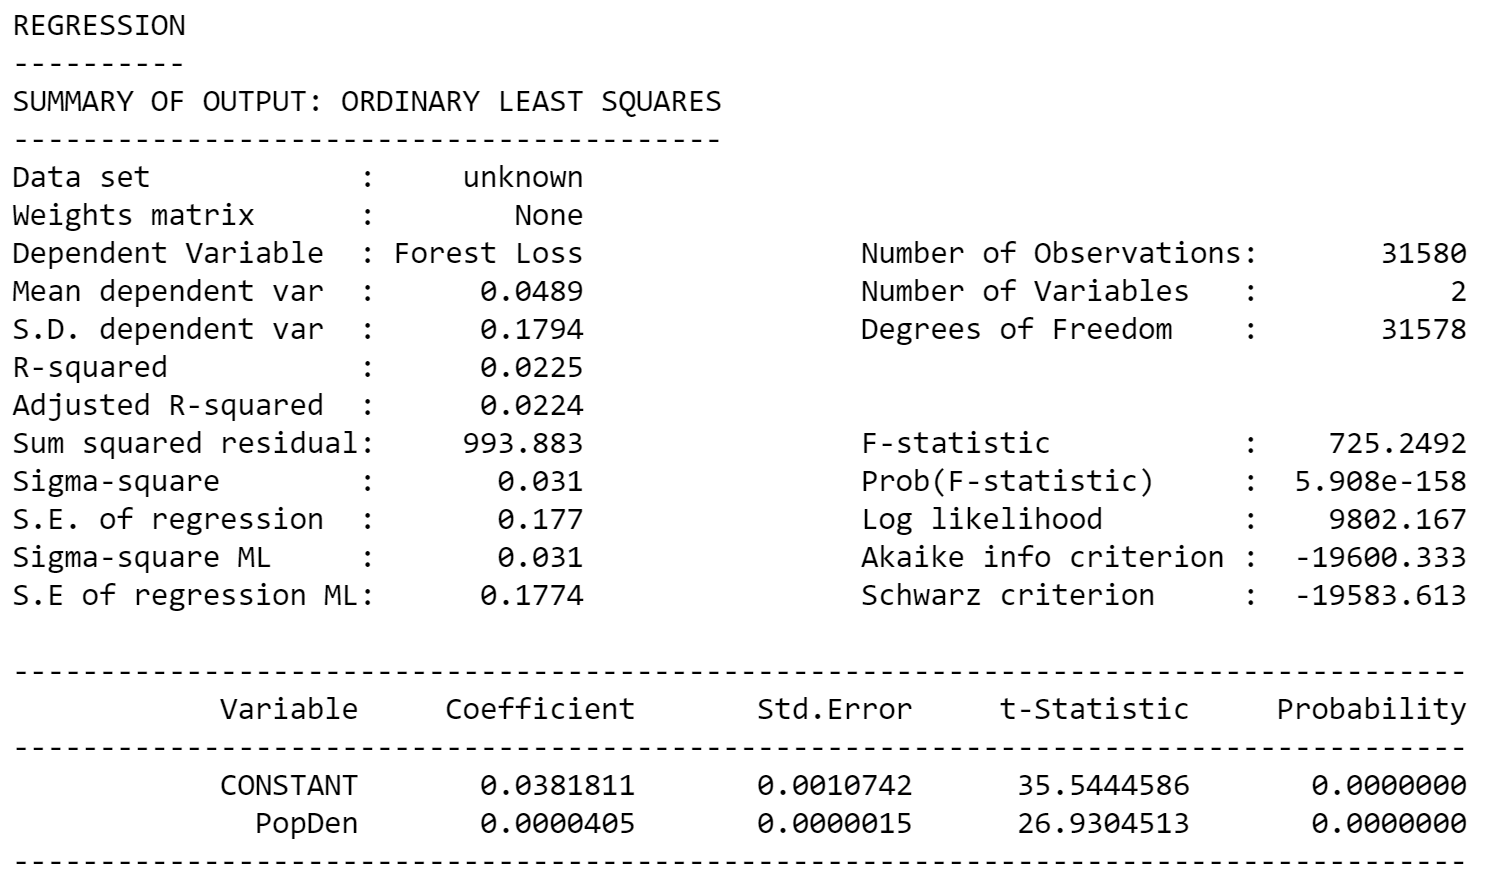 REGRESSION
----------
SUMMARY OF OUTPUT: ORDINARY LEAST SQUARES
-----------------------------------------
Data set            :     unknown
Weights matrix      :        None
Dependent Variable  : Forest Loss                Number of Observations:       31580
Mean dependent var  :      0.0489                Number of Variables   :           2
S.D. dependent var  :      0.1794                Degrees of Freedom    :       31578
R-squared           :      0.0225
Adjusted R-squared  :      0.0224
Sum squared residual:     993.883                F-statistic           :    725.2492
Sigma-square        :       0.031                Prob(F-statistic)     :  5.908e-158
S.E. of regression  :       0.177                Log likelihood        :    9802.167
Sigma-square ML     :       0.031                Akaike info criterion :  -19600.333
S.E of regression ML:      0.1774                Schwarz criterion     :  -19583.613
------------------------------------------------------------------------------------
            Variable     Coefficient       Std.Error     t-Statistic     Probability
------------------------------------------------------------------------------------
            CONSTANT       0.0381811       0.0010742      35.5444586       0.0000000
              PopDen       0.0000405       0.0000015      26.9304513       0.0000000
------------------------------------------------------------------------------------